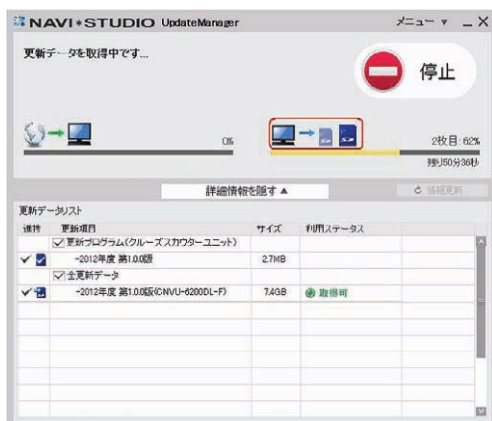 NAVI*STUDIO UpdateManager メニュー ▼ _ X
更新データを取得中です...
停止
0% 2枚目:62%
残り50分36秒
詳細情報を隠す ▲ 情報更新
更新データリスト
進捗 更新項目 サイズ 利用ステータス
更新プログラム(クルーズスカウターユニット)
-2012年度 第1.0.0版 2.7MB
全更新データ
-2012年度 第1.0.0版(CNVU-6200DL-F) 7.4GB 取得可